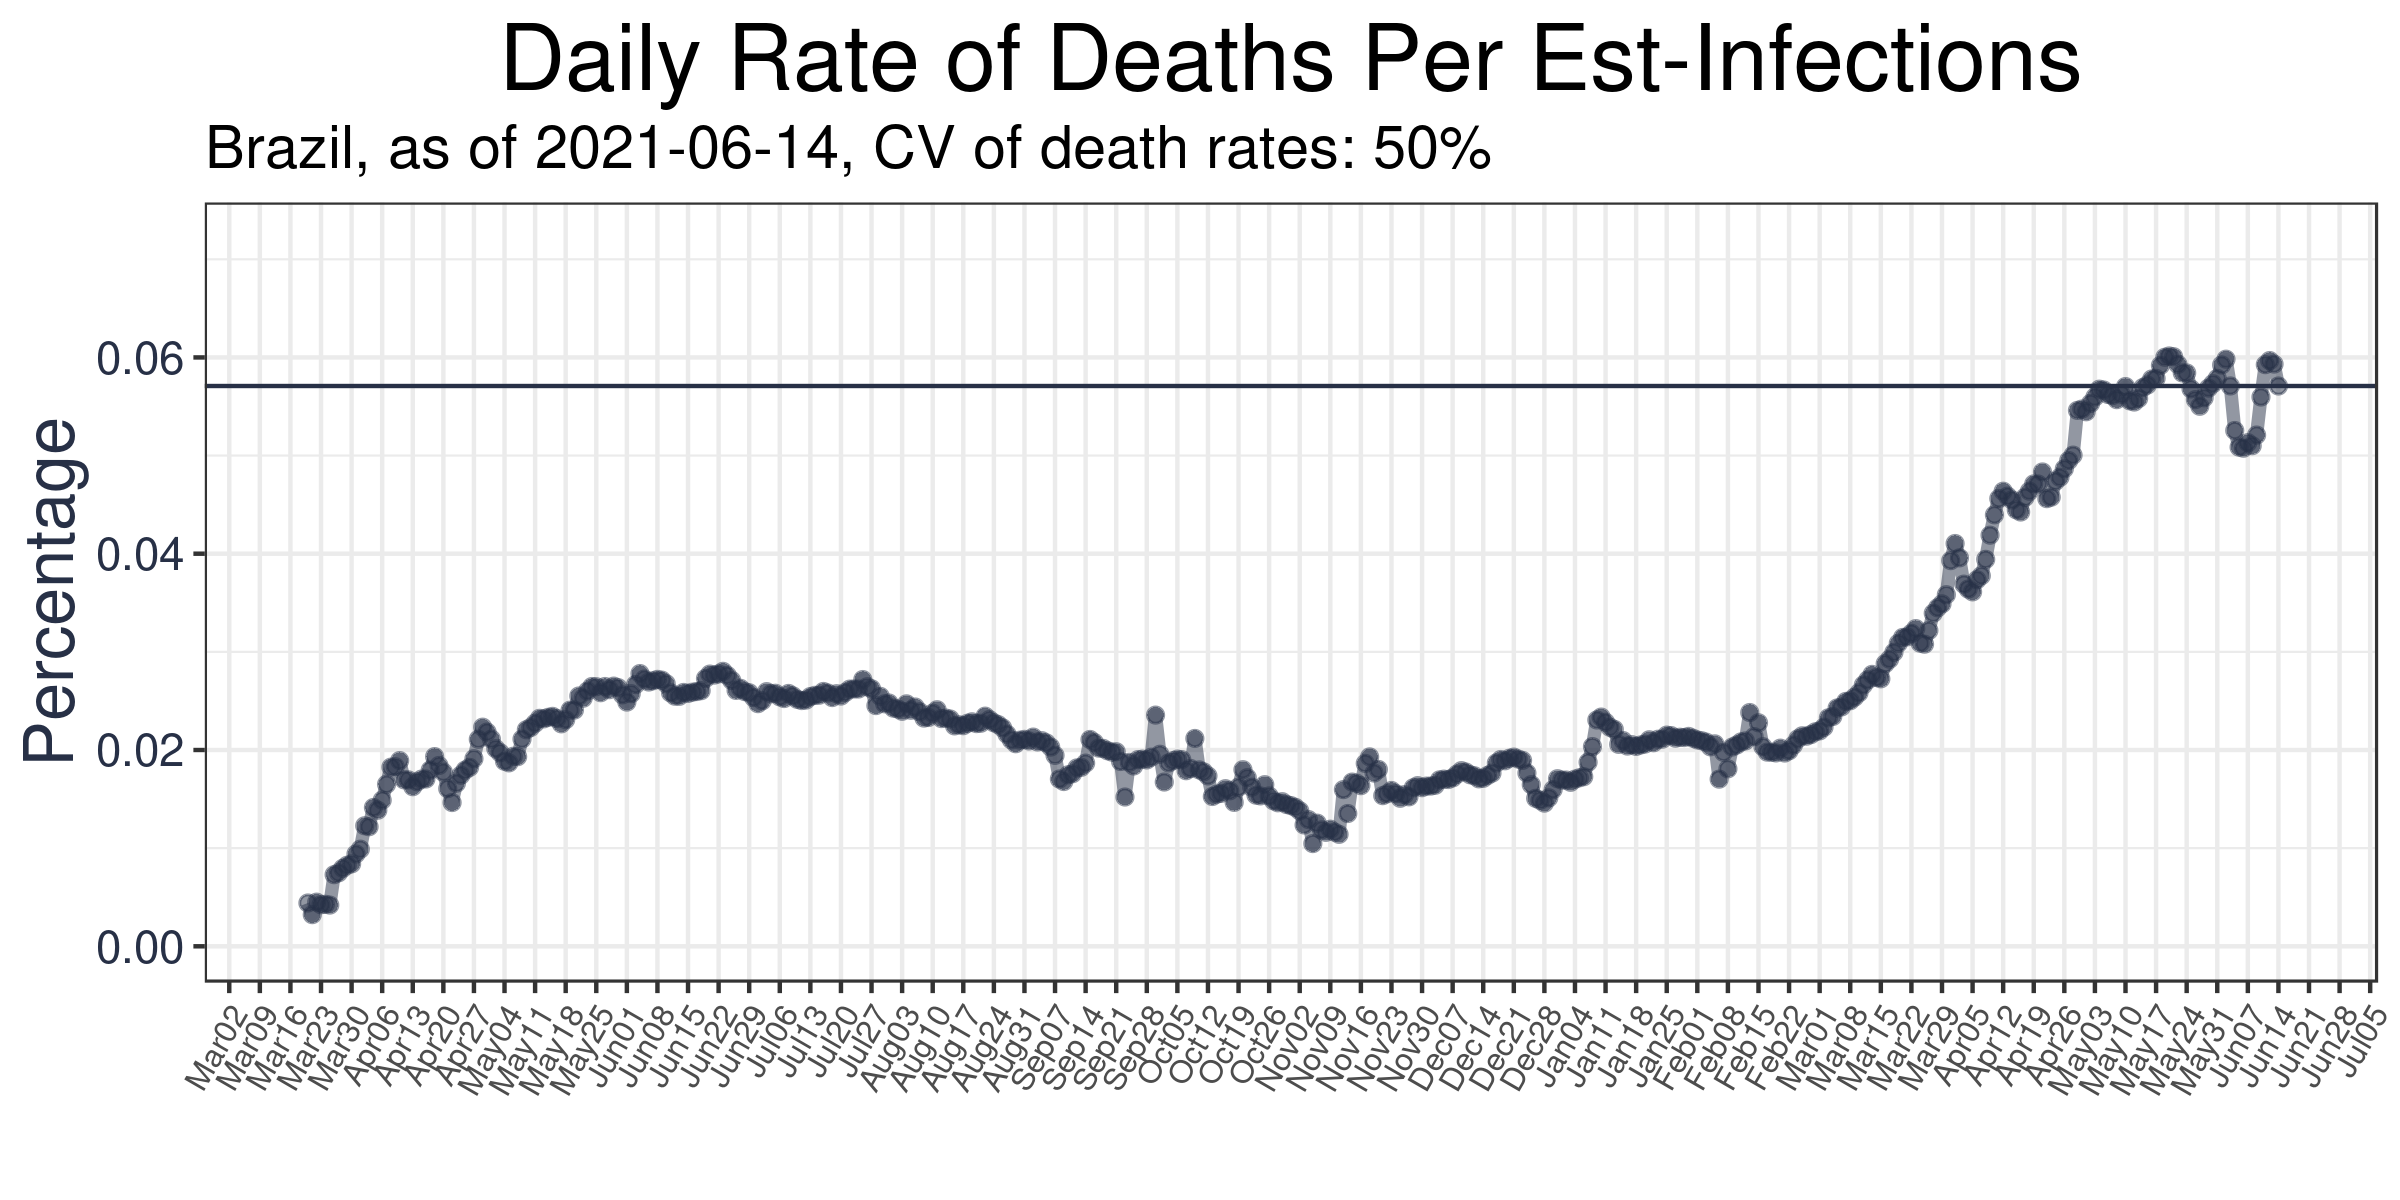 Daily Rate of Deaths Per Est-Infections
Brazil, as of 2021-06-14, CV of death rates: 50%
Percentage
0.06
0.04
0.02
0.00
Mar02
Mar09
Mar16
Mar23
Mar30
Apr06
Apr13
Apr20
Apr27
May04
May11
May18
May25
Jun01
Jun08
Jun15
Jun22
Jun29
Jul06
Jul13
Jul20
Jul27
Aug03
Aug10
Aug17
Aug24
Aug31
Sep07
Sep14
Sep21
Sep28
Oct05
Oct12
Oct19
Oct26
Nov02
Nov09
Nov16
Nov23
Nov30
Dec07
Dec14
Dec21
Dec28
Jan04
Jan11
Jan18
Jan25
Feb01
Feb08
Feb15
Feb22
Mar01
Mar08
Mar15
Mar22
Mar29
Apr05
Apr12
Apr19
Apr26
May03
May10
May17
May24
May31
Jun07
Jun14
Jun21
Jun28
Jul05